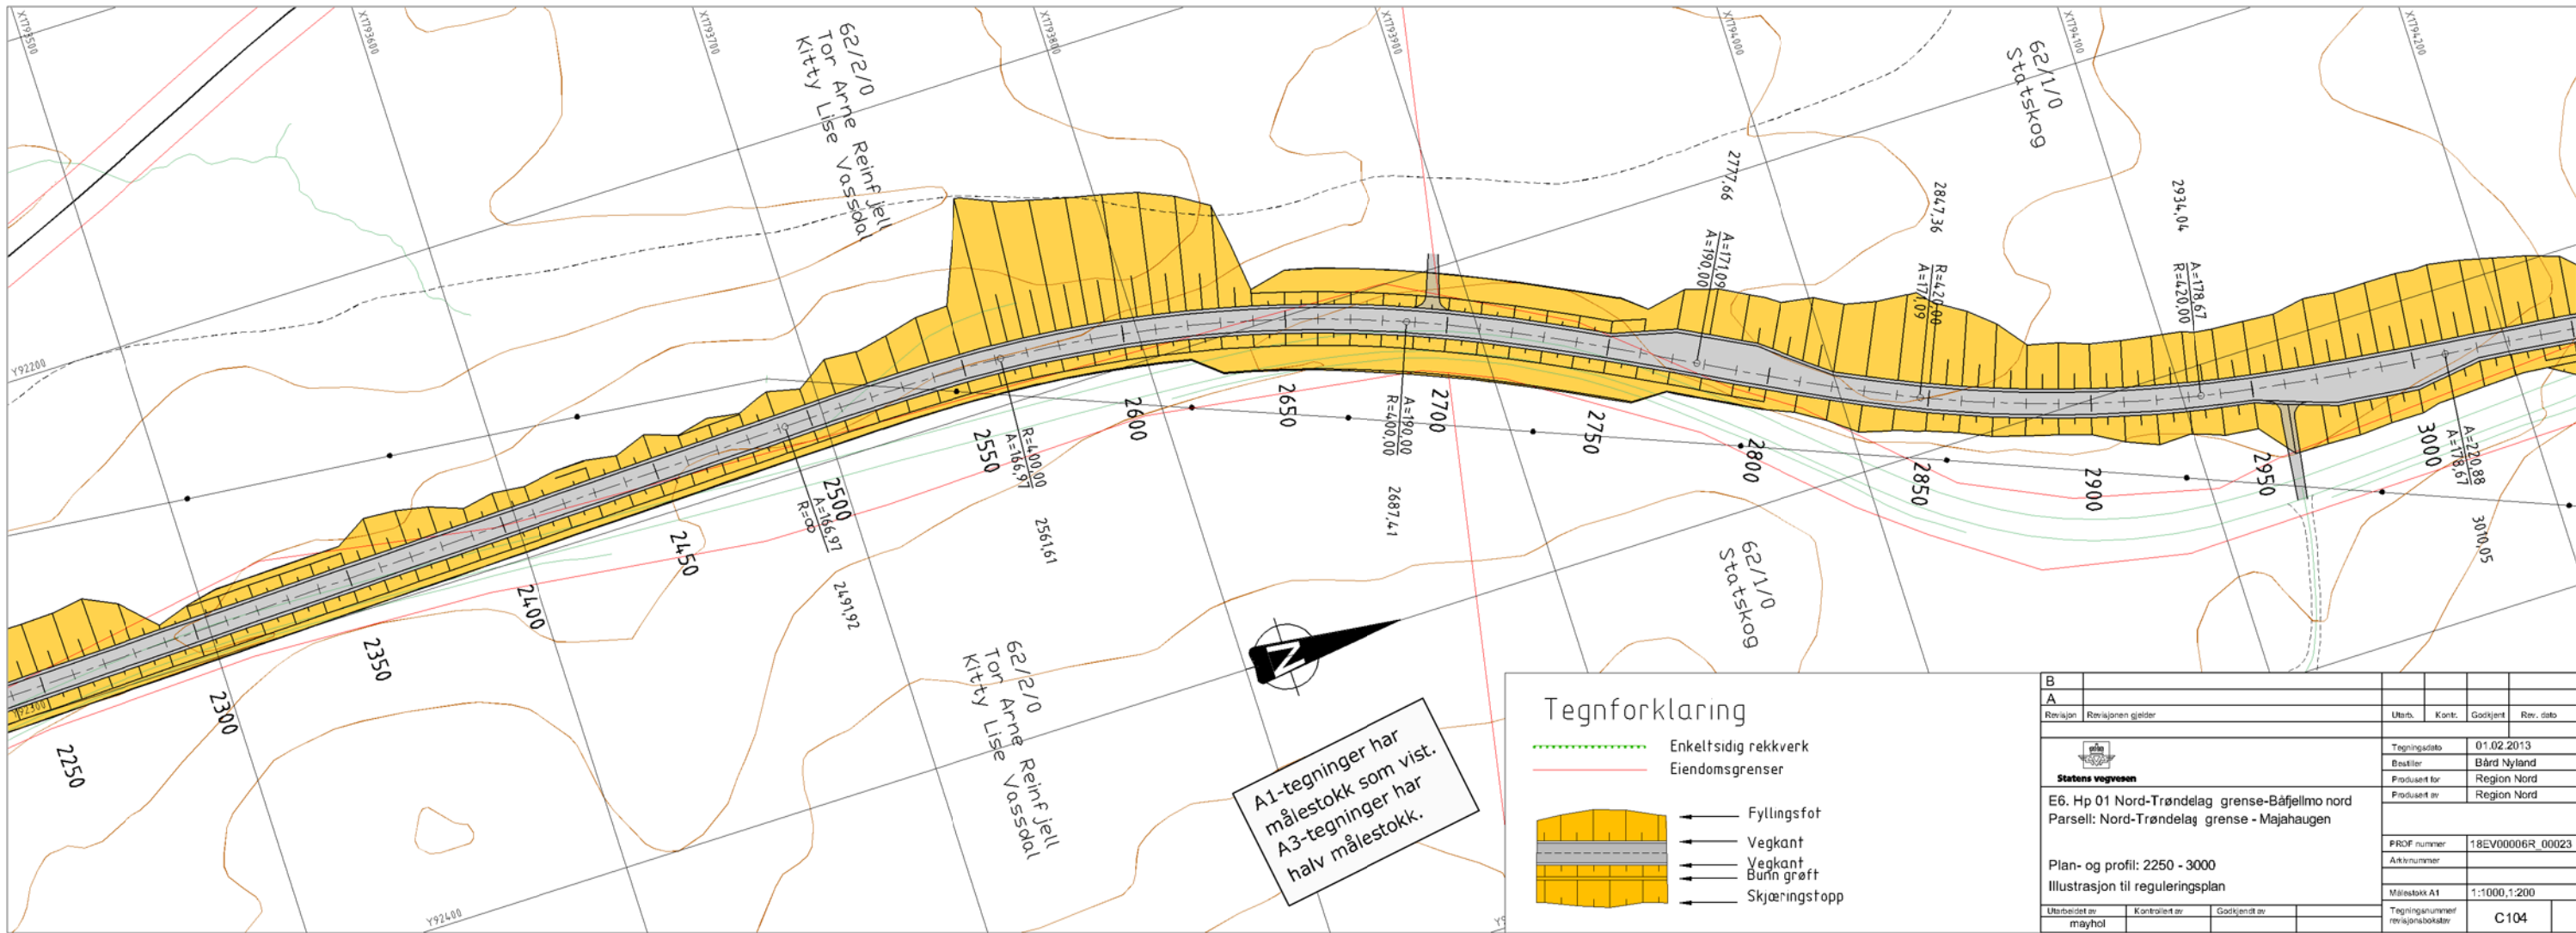 X1793500
X1793600
X1793700
X1793800
X1793900
X1794000
X1794100
X1794200
62/2/0
Tor Arne Reinfjell
Kitty Lise Vassdal
62/1/0
Statskog
2777,66
A=171,09
A=190,00
2847,36
R=420,00
A=171,09
2934,04
A=178,67
R=420,00
Y92200
Y92300
2250
2300
2350
2400
2450
2500
2550
2600
2650
2700
2750
2800
2850
2900
2950
3000
A=166,97
R=∞
2491,92
R=400,00
A=166,97
2561,61
A=190,00
R=400,00
2687,41
A=220,88
A=178,67
3010,05
62/2/0
Tor Arne Reinfjell
Kitty Lise Vassdal
62/1/0
Statskog
N
Y92400
A1-tegninger har
målestokk som vist.
A3-tegninger har
halv målestokk.
Tegnforklaring
Enkeltsidig rekkverk
Eiendomsgrenser
Fyllingsfot
Vegkant
Vegkant
Bunn grøft
Skjæringstopp
B
A
Revisjon Revisjonen gjelder Utarb. Kontr. Godkjent Rev. dato
Statens vegvesen
Tegningsdato 01.02.2013
Bestiller Bård Nyland
Produsert for Region Nord
Produsert av Region Nord
E6. Hp 01 Nord-Trøndelag grense-Båfjellmo nord
Parsell: Nord-Trøndelag grense - Majahaugen
PROF nummer 18EV00006R_00023
Arkivnummer
Plan- og profil: 2250 - 3000
Illustrasjon til reguleringsplan
Målestokk A1 1:1000,1:200
Utarbeidet av Kontrollert av Godkjendt av
mayhol
Tegningsnummer/
revisjonsbokstav
C104